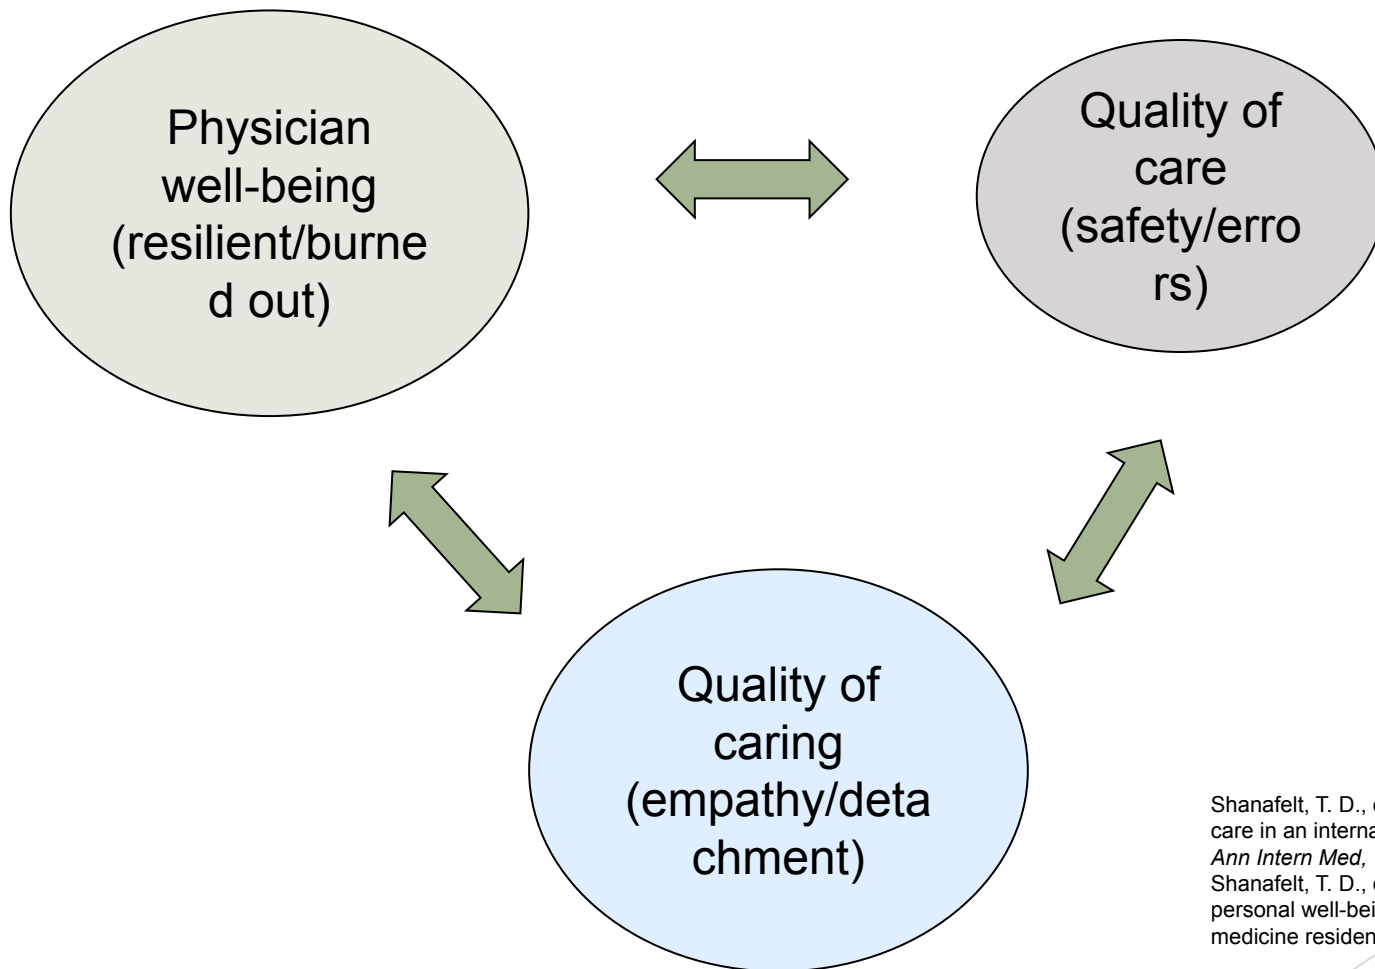 Physician
well-being
(resilient/burne
d out)
Quality of
care
(safety/erro
rs)
Quality of
caring
(empathy/deta
chment)
Shanafelt, T. D.,
care in an interna
Ann Intern Med,
Shanafelt, T. D.,
personal well-bei
medicine residen